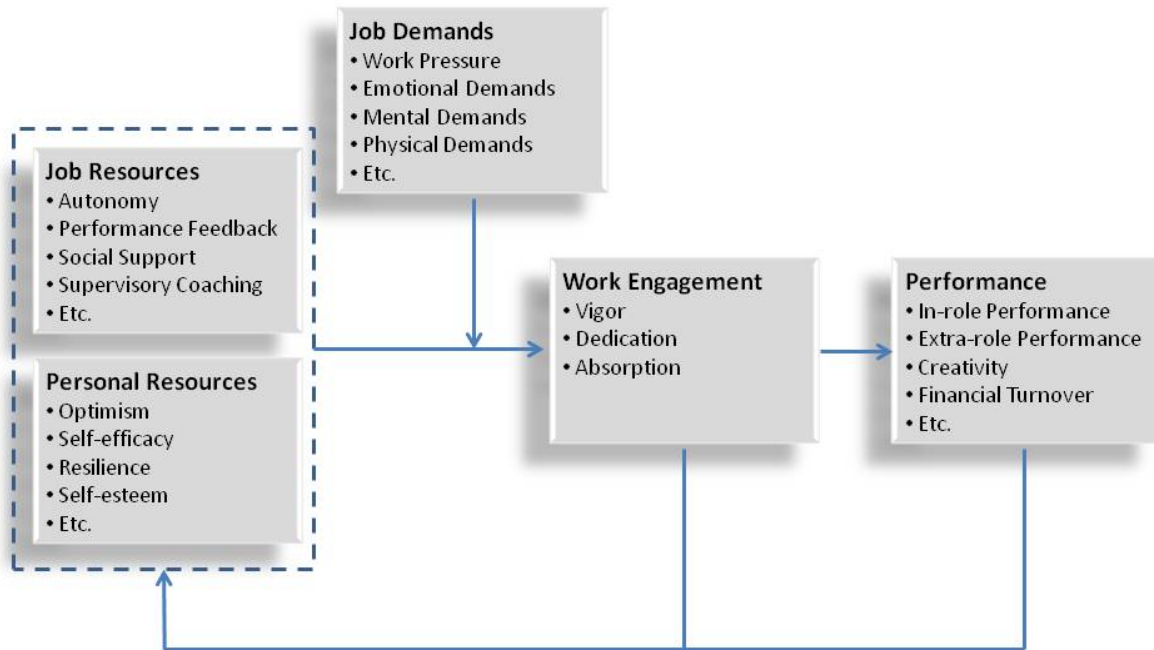 Job Demands
• Work Pressure
• Emotional Demands
• Mental Demands
• Physical Demands
• Etc.
Job Resources
• Autonomy
• Performance Feedback
• Social Support
• Supervisory Coaching
• Etc.
Personal Resources
• Optimism
• Self-efficacy
• Resilience
• Self-esteem
• Etc.
Work Engagement
• Vigor
• Dedication
• Absorption
Performance
• In-role Performance
• Extra-role Performance
• Creativity
• Financial Turnover
• Etc.